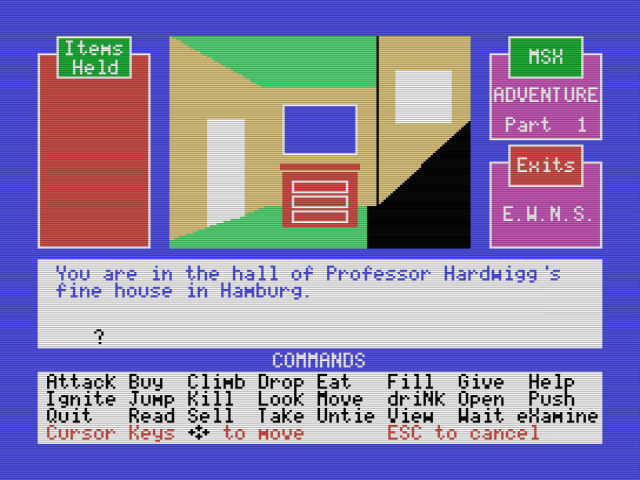 Items
Held
MSX
ADVENTURE
Part 1
Exits
E.W.N.S.
You are in the hall of Professor Hardwigg's
fine house in Hamburg.
?
COMMANDS
Attack Buy Climb Drop Eat Fill Give Help
Ignite Jump Kill Look Move driNk Open Push
Quit Read Sell Take Untie View Wait eXamine
Cursor Keys to move ESC to cancel